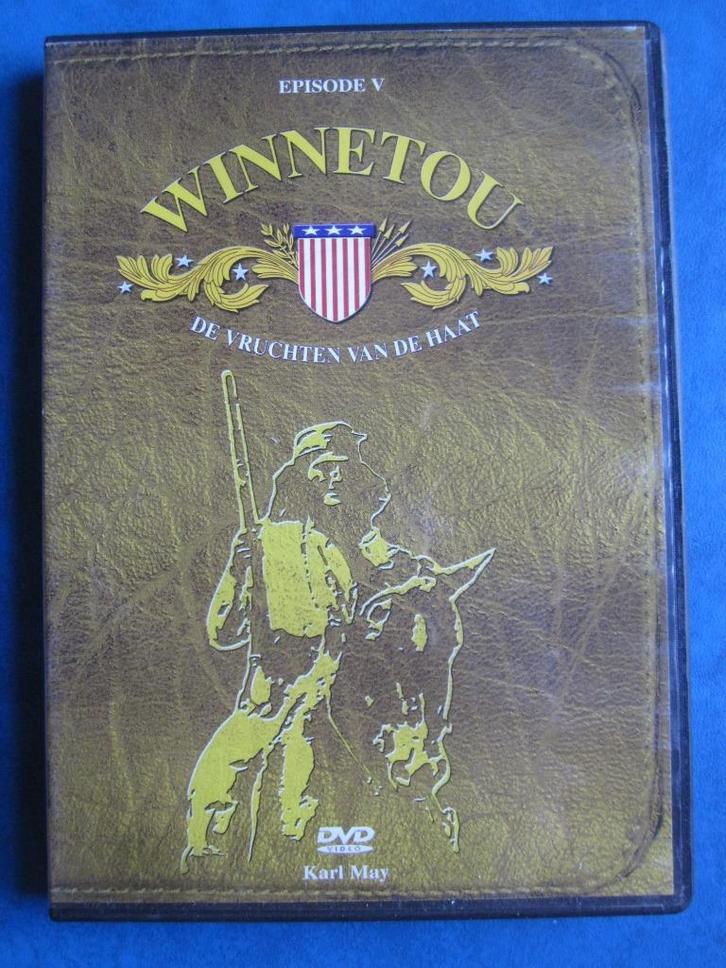 EPISODE V
WINNETOU
DE VRUCHTEN VAN DE HAAT
DVD
VIDEO
Karl May